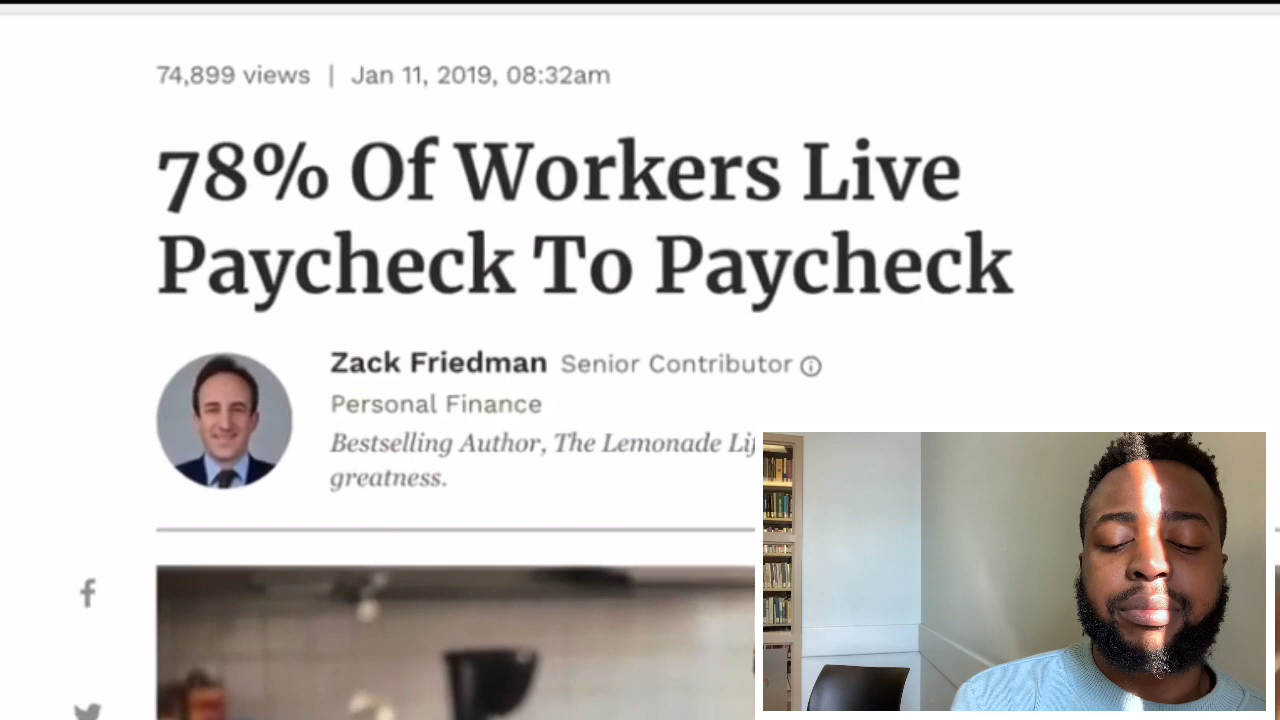 74,899 views | Jan 11, 2019, 08:32am
78% Of Workers Live
Paycheck To Paycheck
Zack Friedman Senior Contributor
Personal Finance
Bestselling Author, The Lemonade
greatness.